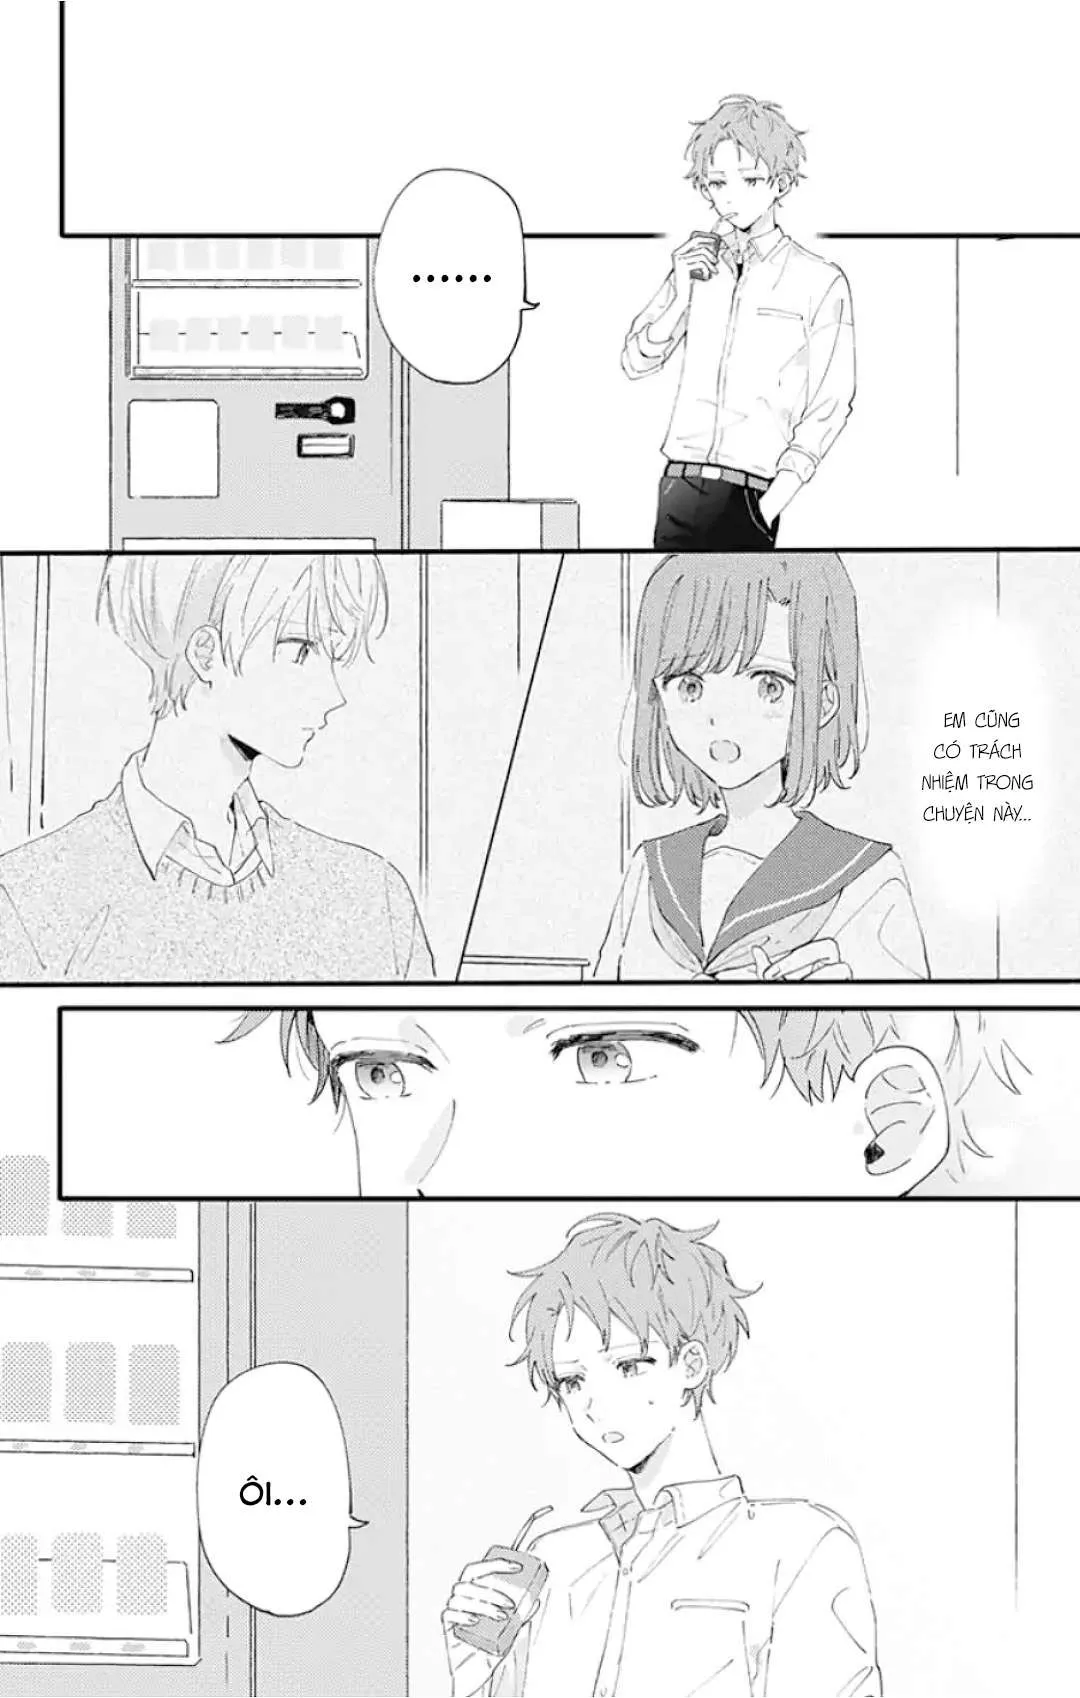 ......
EM CŨNG
CÓ TRÁCH
NHIỆM TRONG
CHUYỆN NÀY...
ÔI...